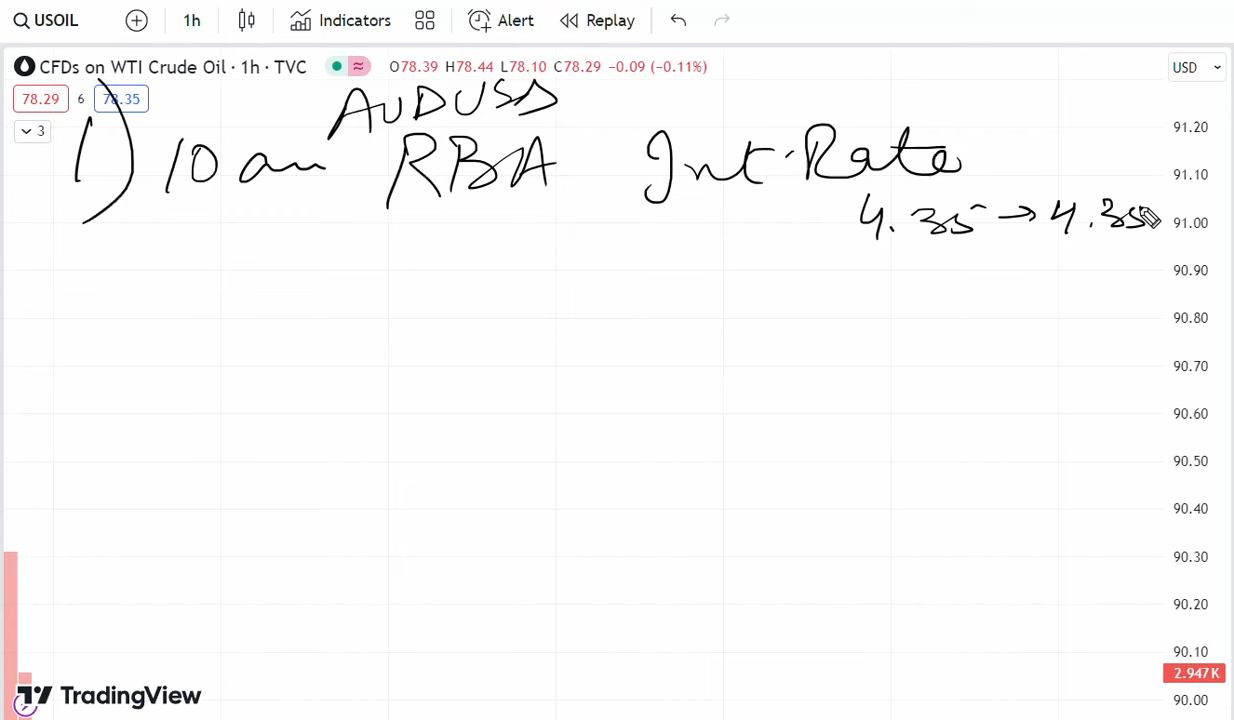 USOIL 1h Indicators Alert Replay
CFDs on WTI Crude Oil · 1h · TVC O78.39 H78.44 L78.10 C78.29 −0.09 (−0.11%) USD
78.29 6 78.35
3
AUDUSD
1) 10 am RBA Int. Rate
4.35 → 4.35
91.20
91.10
91.00
90.90
90.80
90.70
90.60
90.50
90.40
90.30
90.20
90.10
2.947K
90.00
TradingView